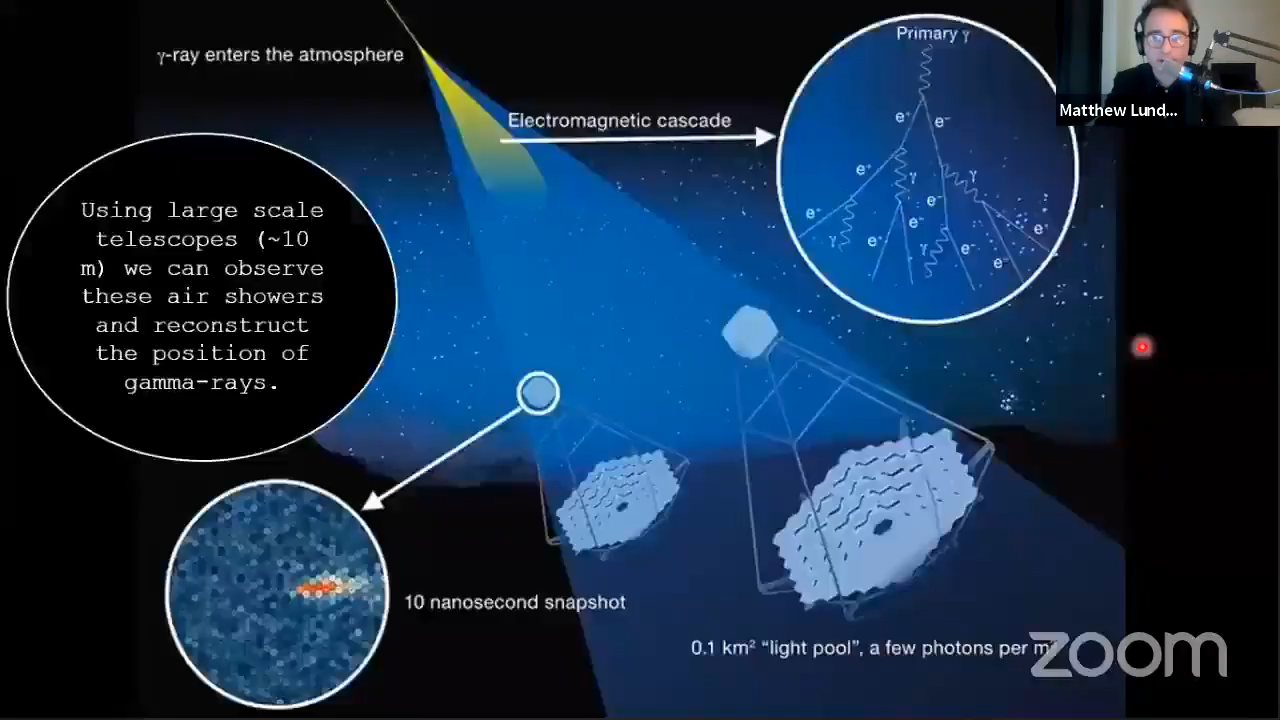 γ-ray enters the atmosphere
Primary γ
Matthew Lund...
Electromagnetic cascade
e⁺
e⁻
e⁺
γ
γ
e⁻
e⁺
e⁻
e⁺
γ
e⁺
γ
e⁻
e⁻
Using large scale
telescopes (~10
m) we can observe
these air showers
and reconstruct
the position of
gamma-rays.
10 nanosecond snapshot
0.1 km² “light pool”, a few photons per m
zoom